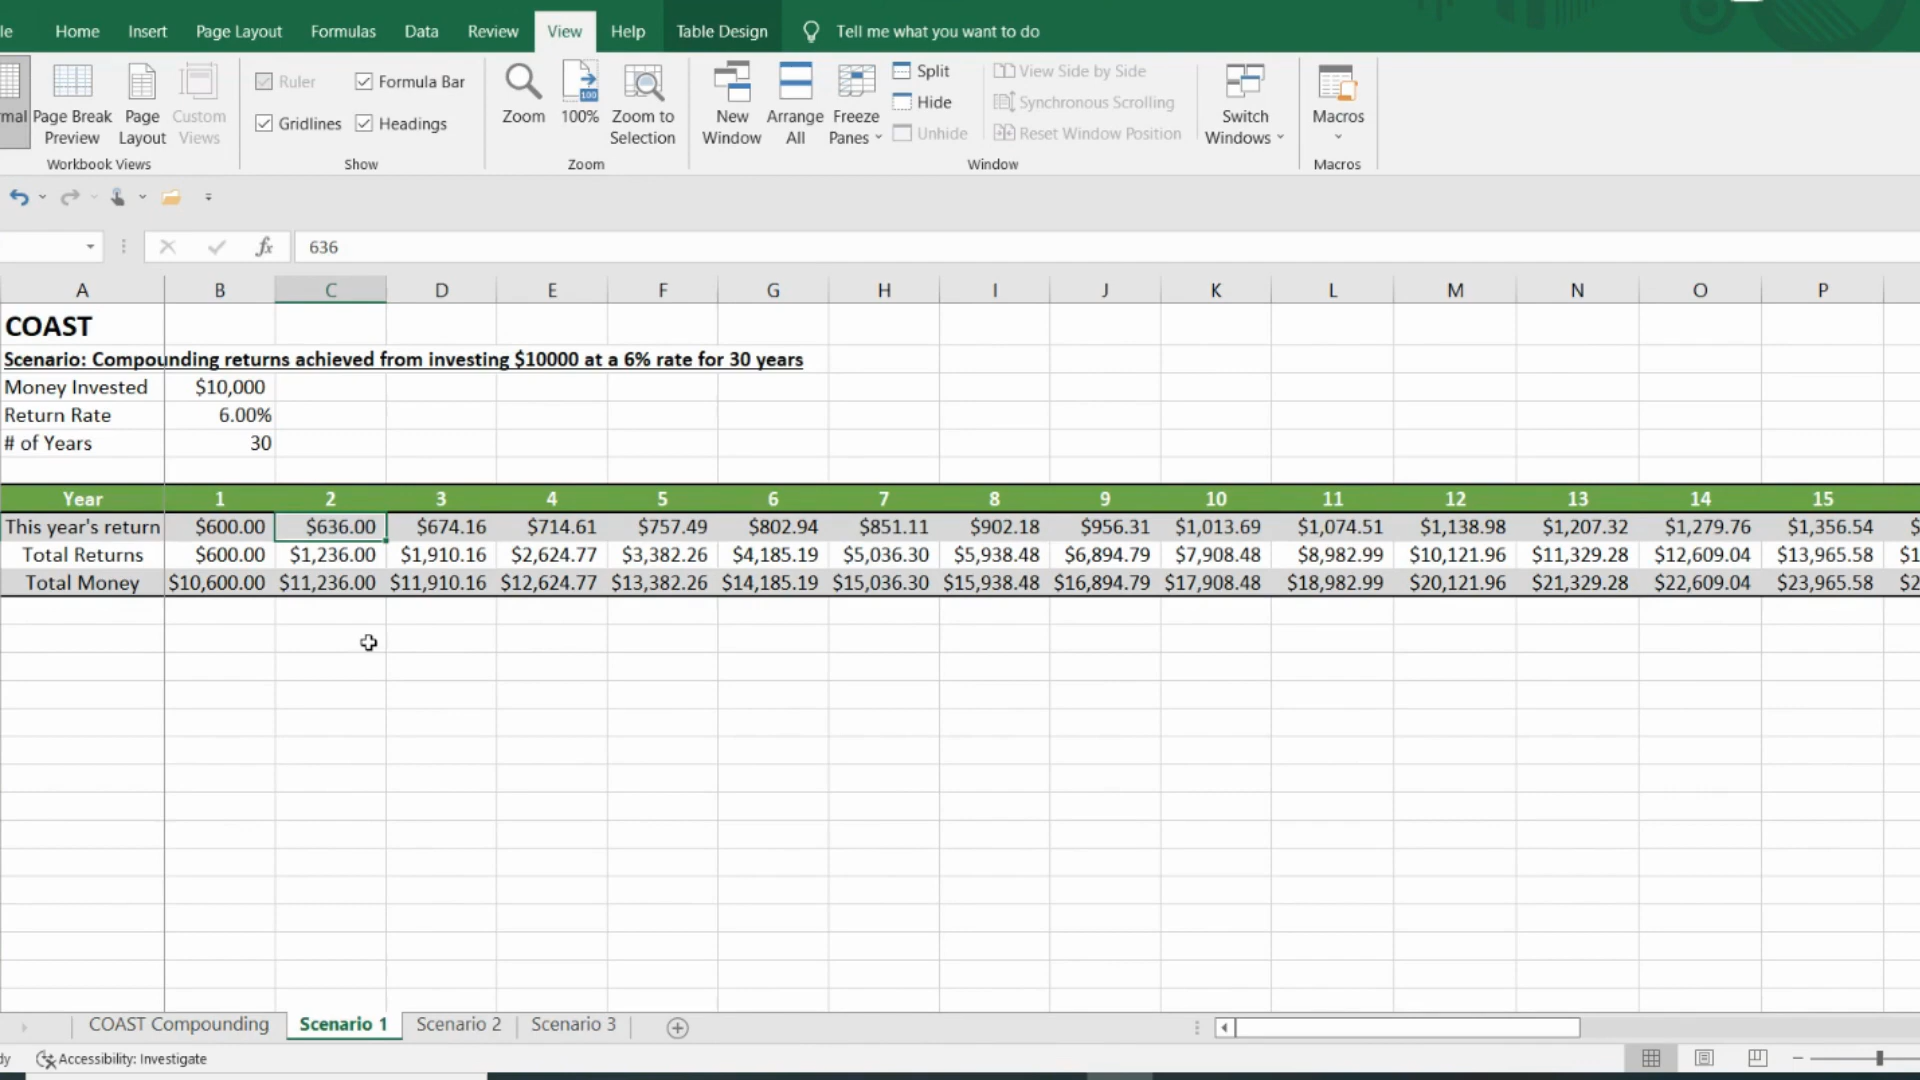 le Home Insert Page Layout Formulas Data Review View Help Table Design Tell me what you want to do
mal Page Break Preview Page Layout Custom Views
Workbook Views
Ruler Formula Bar
Gridlines Headings
Show
Zoom 100% Zoom to Selection
100
Zoom
New Window Arrange All Freeze Panes
Split
Hide
Unhide
View Side by Side
Synchronous Scrolling
Reset Window Position
Window
Switch Windows
Macros
Macros
fx 636
A B C D E F G H I J K L M N O P
COAST
Scenario: Compounding returns achieved from investing $10000 at a 6% rate for 30 years
Money Invested $10,000
Return Rate 6.00%
# of Years 30
Year 1 2 3 4 5 6 7 8 9 10 11 12 13 14 15
This year's return $600.00 $636.00 $674.16 $714.61 $757.49 $802.94 $851.11 $902.18 $956.31 $1,013.69 $1,074.51 $1,138.98 $1,207.32 $1,279.76 $1,356.54 $
Total Returns $600.00 $1,236.00 $1,910.16 $2,624.77 $3,382.26 $4,185.19 $5,036.30 $5,938.48 $6,894.79 $7,908.48 $8,982.99 $10,121.96 $11,329.28 $12,609.04 $13,965.58 $1
Total Money $10,600.00 $11,236.00 $11,910.16 $12,624.77 $13,382.26 $14,185.19 $15,036.30 $15,938.48 $16,894.79 $17,908.48 $18,982.99 $20,121.96 $21,329.28 $22,609.04 $23,965.58 $2
COAST Compounding Scenario 1 Scenario 2 Scenario 3
dy Accessibility: Investigate